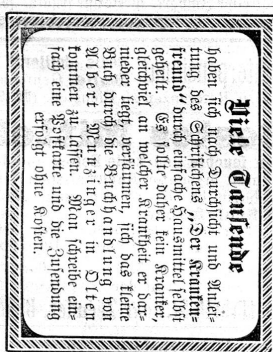 Viele Tausende
haben sich nach Durchsicht und Anlei-
tung des Schriftchens „Der Kranken-
freund" durch einfache Hausmittel selbst
geheilt. Es sollte daher kein Kranker,
gleichviel an welcher Krankheit er dar-
nieder liegt, versäumen, sich das kleine
Buch durch die Buchhandlung von
Albert Münzinger in Olten
kommen zu lassen. Man schreibe ein-
fach eine Postkarte und die Zusendung
erfolgt ohne Kosten.